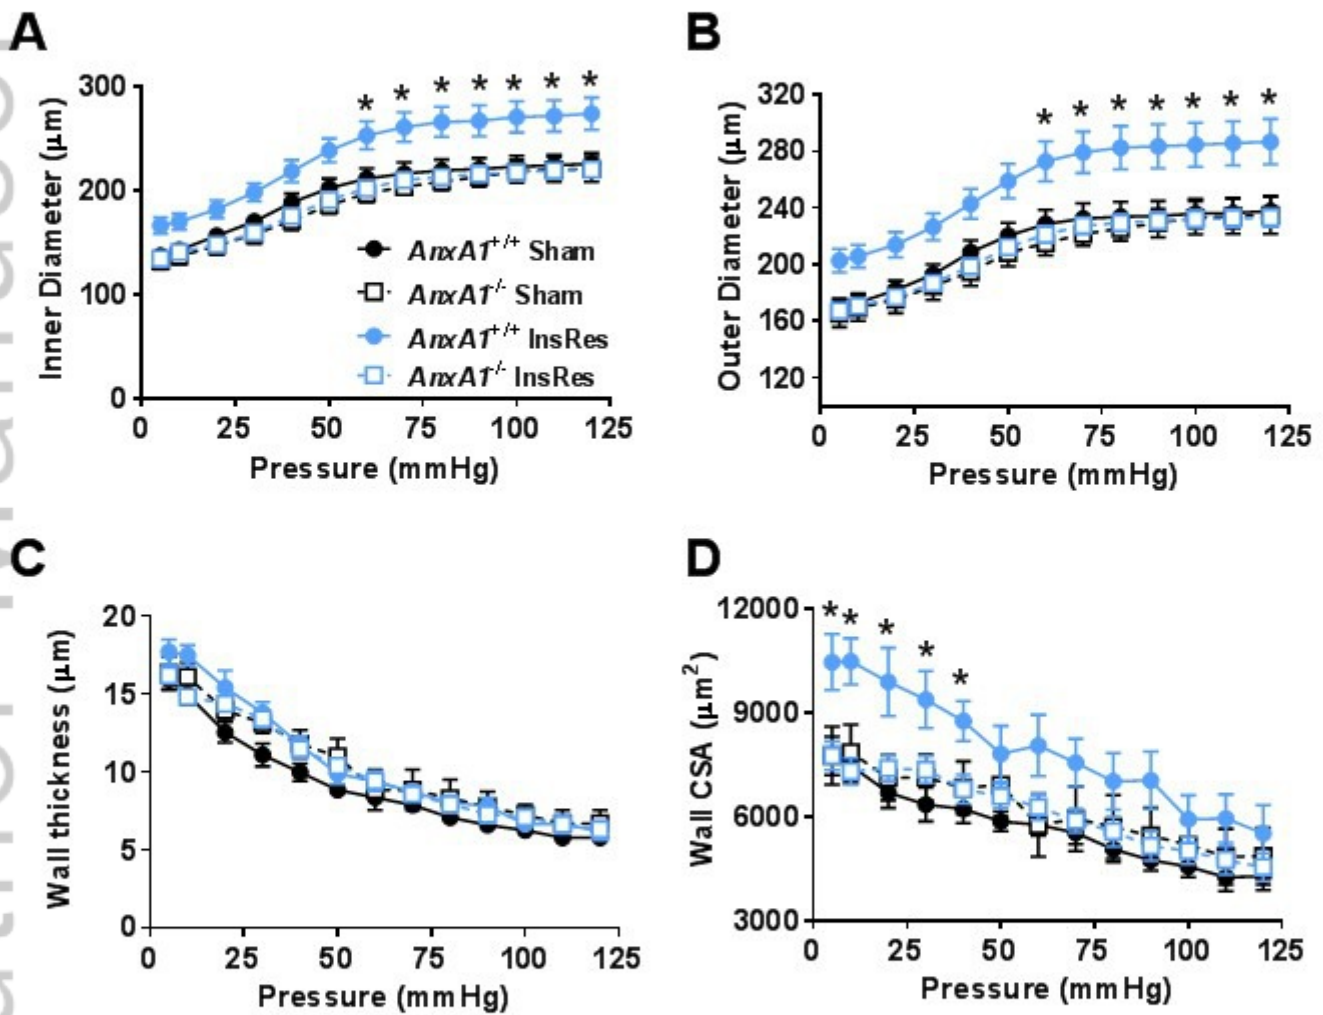 A
B
Inner Diameter (µm)
300
200
100
0
* * * * * * *
AnxA1+/+ Sham
AnxA1-/- Sham
AnxA1+/+ InsRes
AnxA1-/- InsRes
0 25 50 75 100 125
Pressure (mmHg)
Outer Diameter (µm)
320
280
240
200
160
120
* * * * * * *
0 25 50 75 100 125
Pressure (mmHg)
C
D
Wall thickness (µm)
20
15
10
5
0
0 25 50 75 100 125
Pressure (mmHg)
Wall CSA (µm²)
12000
9000
6000
3000
* * * * *
0 25 50 75 100 125
Pressure (mmHg)